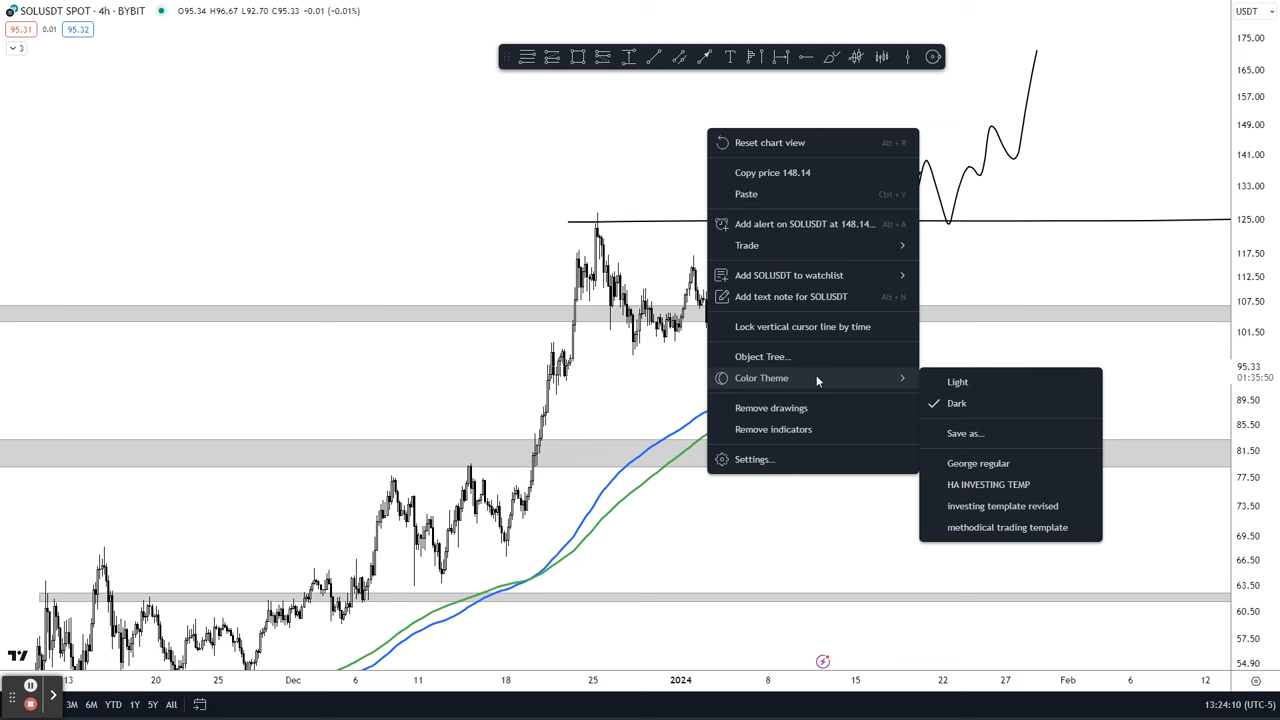 SOLUSDT SPOT · 4h · BYBIT O95.34 H96.67 L92.70 C95.33 −0.01 (−0.01%)
USDT
95.31 0.01 95.32
3
175.00
165.00
157.00
149.00
141.00
133.00
125.00
117.50
112.50
107.50
101.50
95.33
01:35:50
89.50
85.50
81.50
77.50
73.50
69.50
66.50
63.50
60.50
57.50
54.90
Reset chart view Alt + R
Copy price 148.14
Paste Ctrl + V
Add alert on SOLUSDT at 148.14... Alt + A
Trade
Add SOLUSDT to watchlist
Add text note for SOLUSDT Alt + N
Lock vertical cursor line by time
Object Tree...
Color Theme
Remove drawings
Remove indicators
Settings...
Light
Dark
Save as...
George regular
HA INVESTING TEMP
investing template revised
methodical trading template
13 20 25 Dec 6 11 18 25 2024 8 15 22 27 Feb 6 12
3M 6M YTD 1Y 5Y All
13:24:10 (UTC-5)